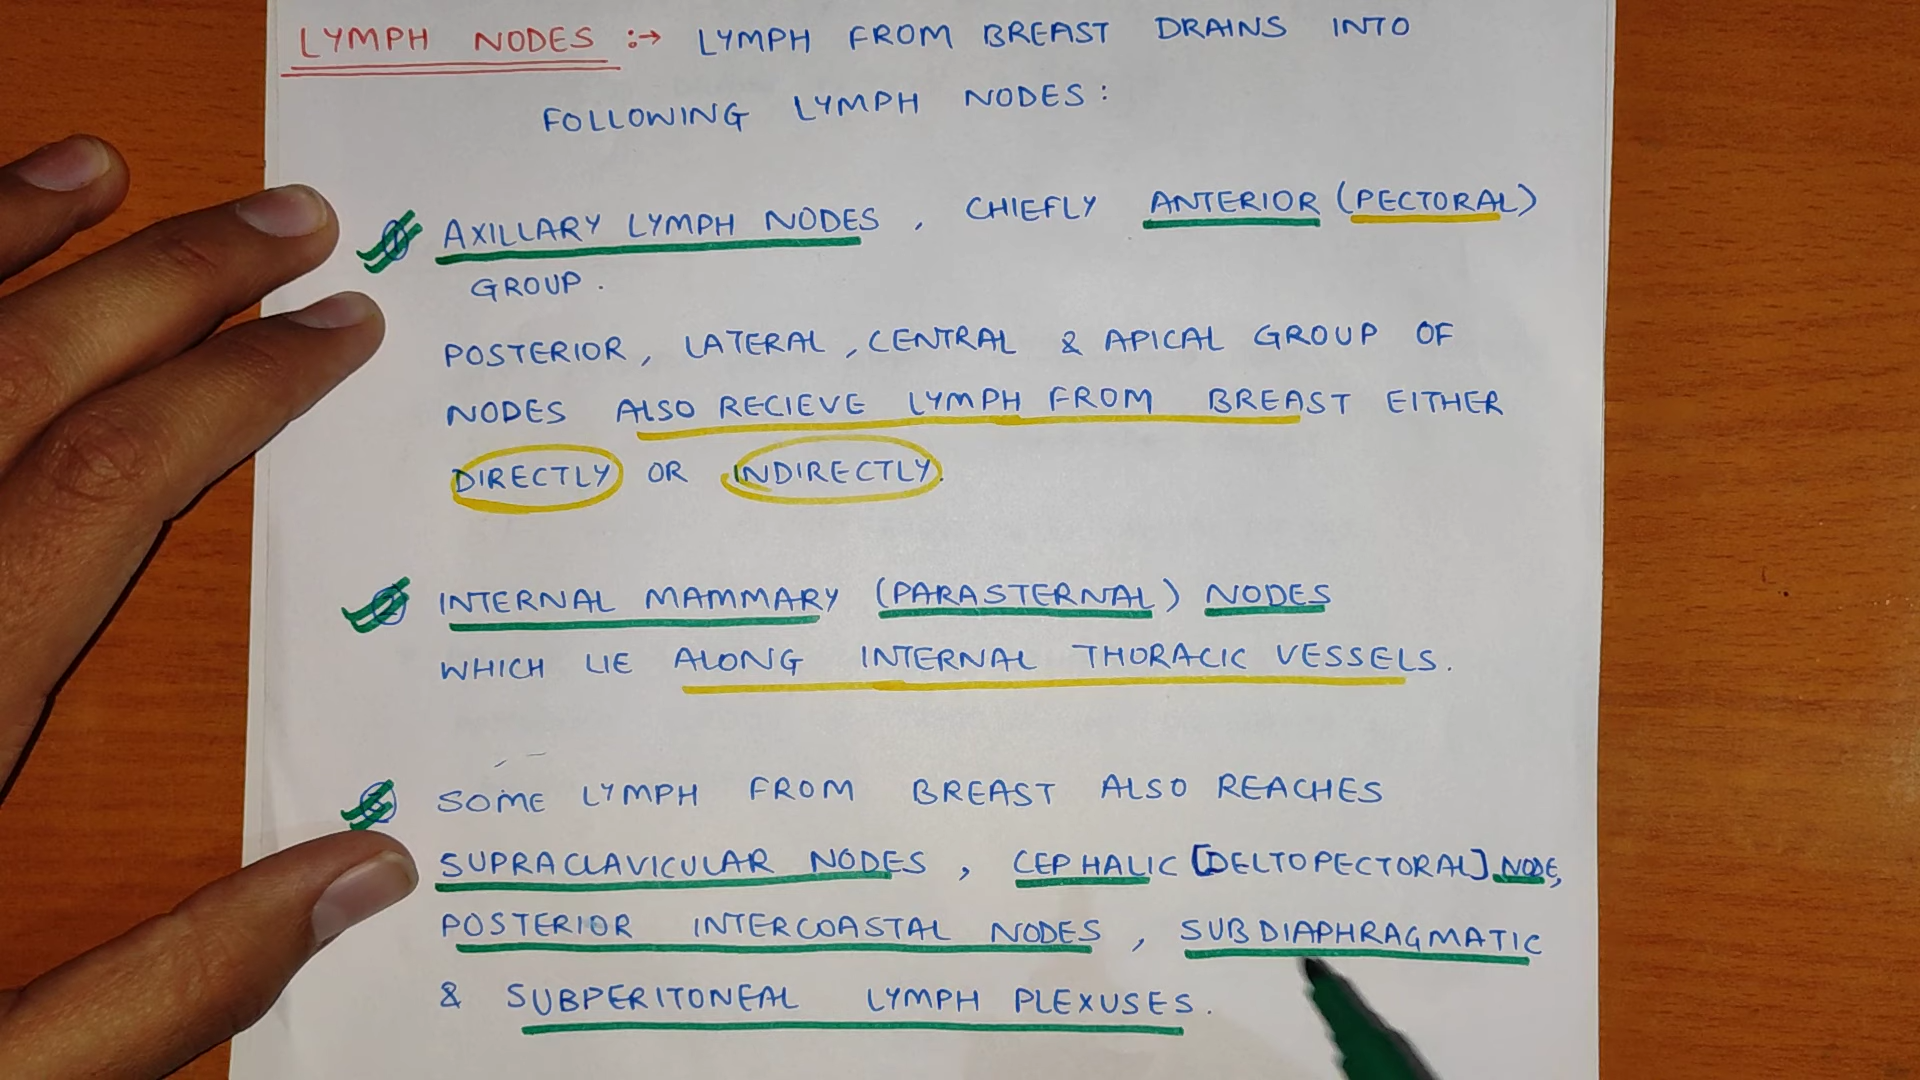 LYMPH NODES :→ LYMPH FROM BREAST DRAINS INTO
FOLLOWING LYMPH NODES:
① AXILLARY LYMPH NODES, CHIEFLY ANTERIOR (PECTORAL)
GROUP.
POSTERIOR, LATERAL, CENTRAL & APICAL GROUP OF
NODES ALSO RECIEVE LYMPH FROM BREAST EITHER
DIRECTLY OR INDIRECTLY.
② INTERNAL MAMMARY (PARASTERNAL) NODES
WHICH LIE ALONG INTERNAL THORACIC VESSELS.
③ SOME LYMPH FROM BREAST ALSO REACHES
SUPRACLAVICULAR NODES, CEPHALIC [DELTOPECTORAL] NODE,
POSTERIOR INTERCOASTAL NODES, SUBDIAPHRAGMATIC
& SUBPERITONEAL LYMPH PLEXUSES.